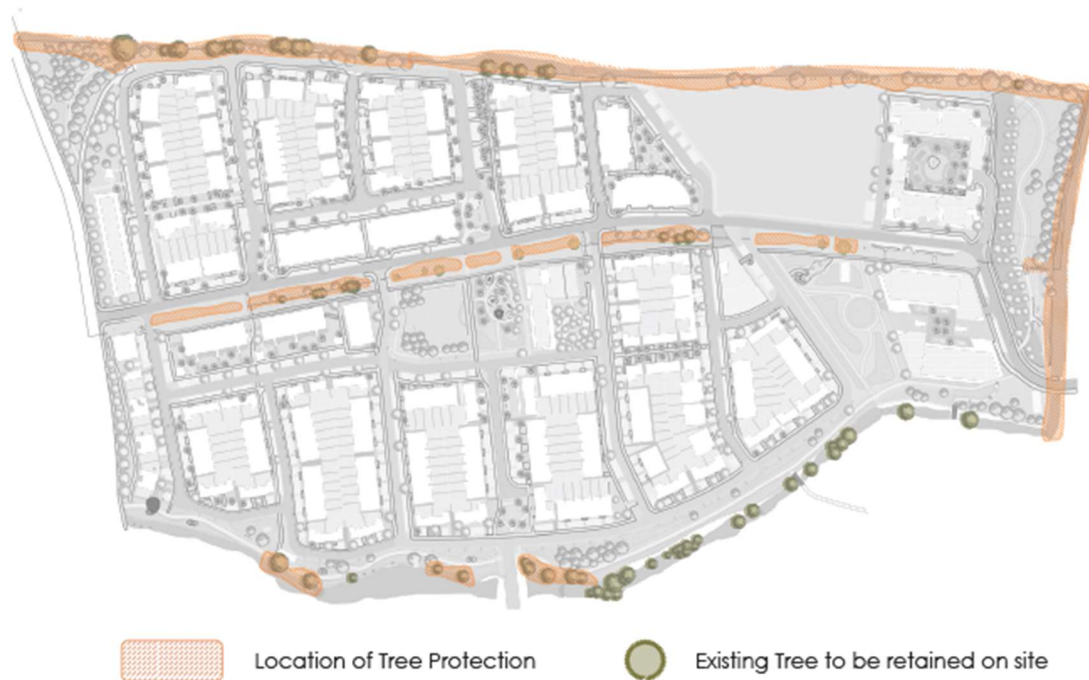 Location of Tree Protection
Existing Tree to be retained on site